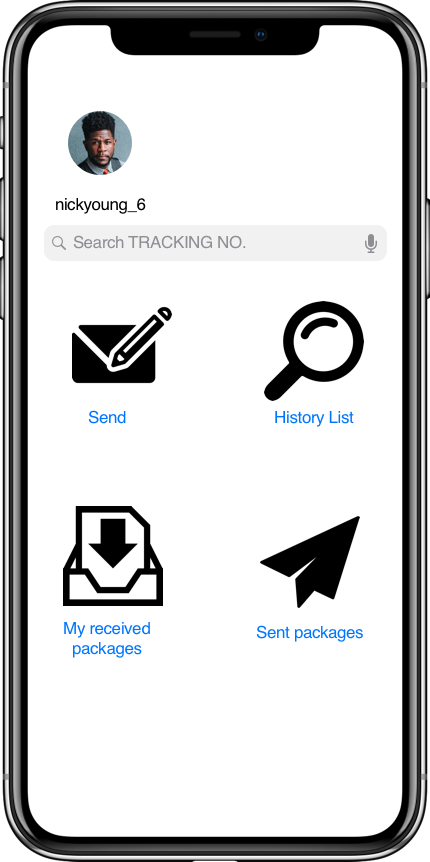 nickyoung_6
Search TRACKING NO.
Send
History List
My received
packages
Sent packages